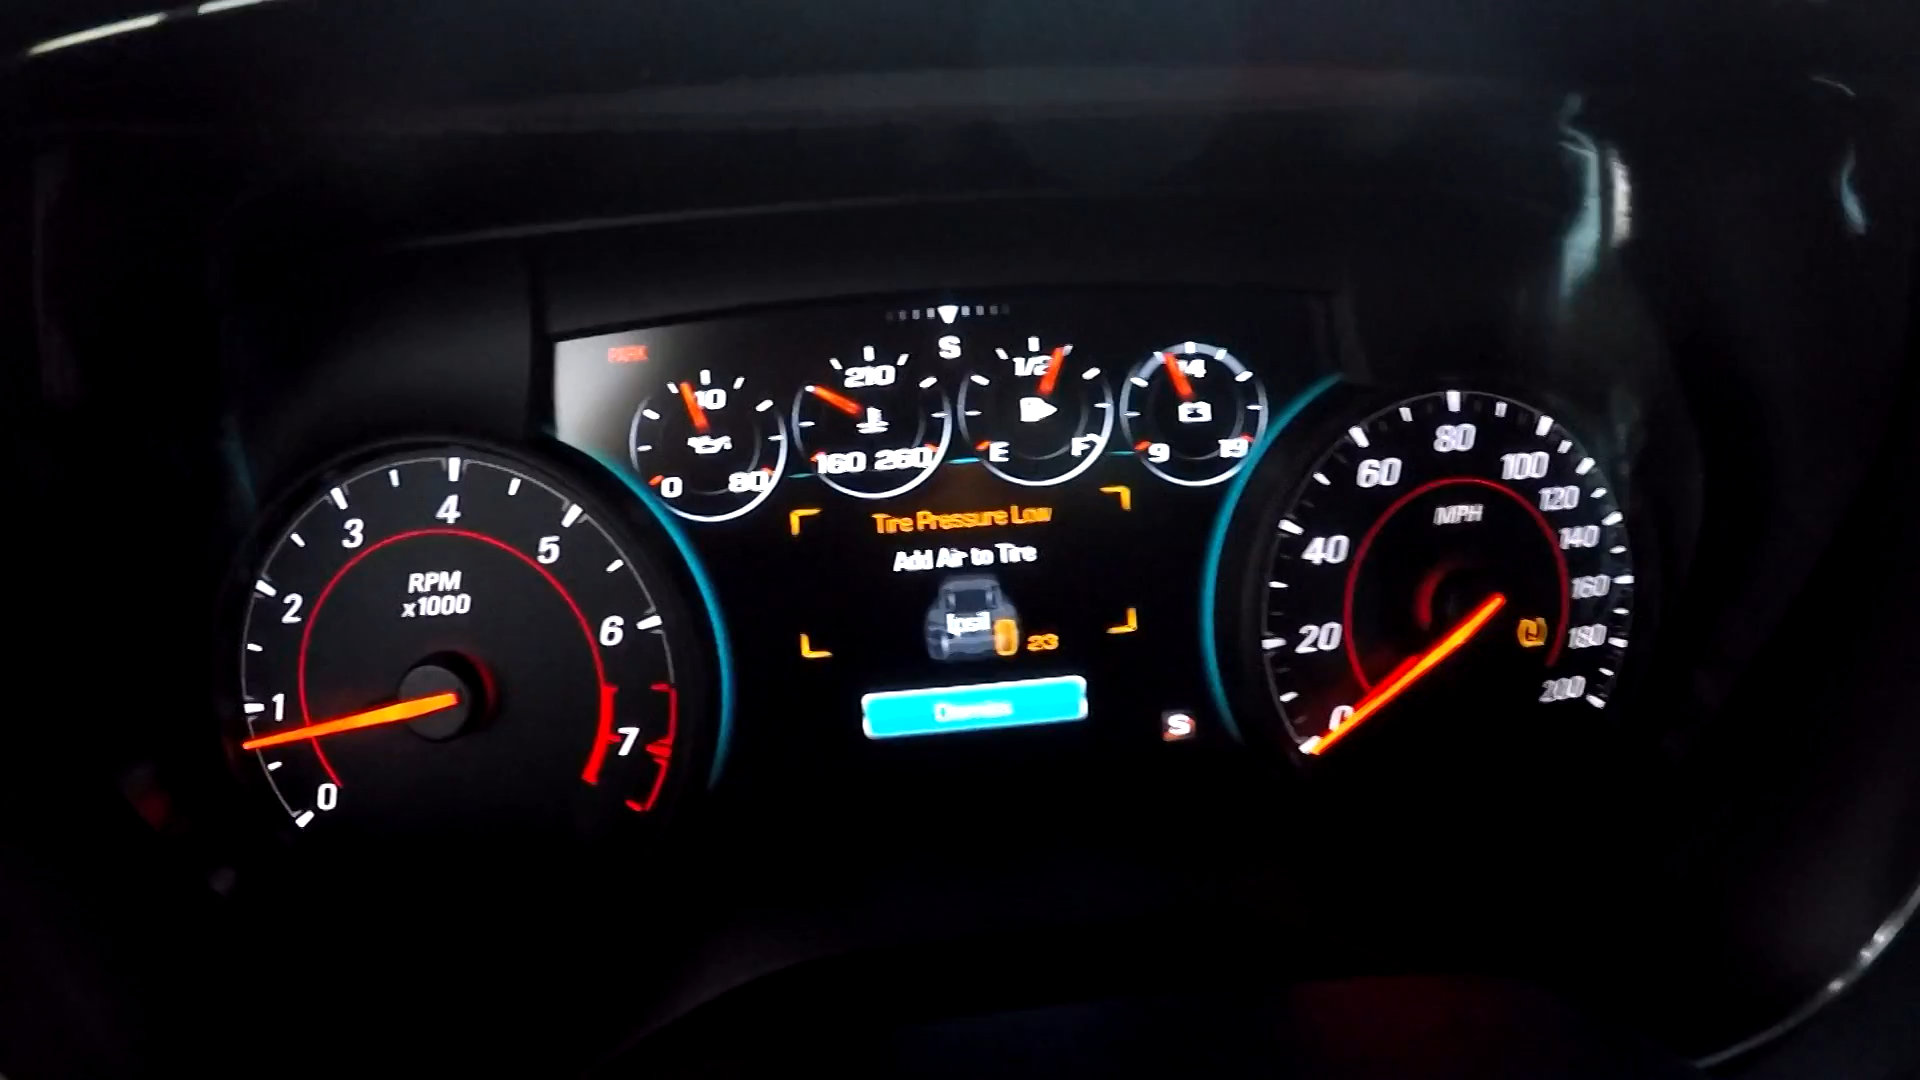 S
PARK
40
0 80
210
160 260
1/2
E F
14
9 19
Tire Pressure Low
Add Air to Tire
[psi]
23
Dismiss
S
RPM
x1000
0 1 2 3 4 5 6 7
MPH
0 20 40 60 80 100 120 140 160 180 200